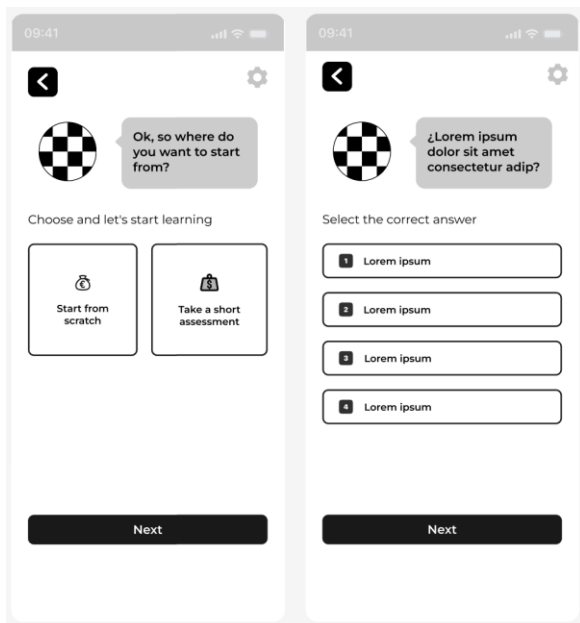 09:41
Ok, so where do
you want to start
from?
Choose and let's start learning
€
Start from
scratch
$
Take a short
assessment
Next
09:41
¿Lorem ipsum
dolor sit amet
consectetur adip?
Select the correct answer
1 Lorem ipsum
2 Lorem ipsum
3 Lorem ipsum
4 Lorem ipsum
Next